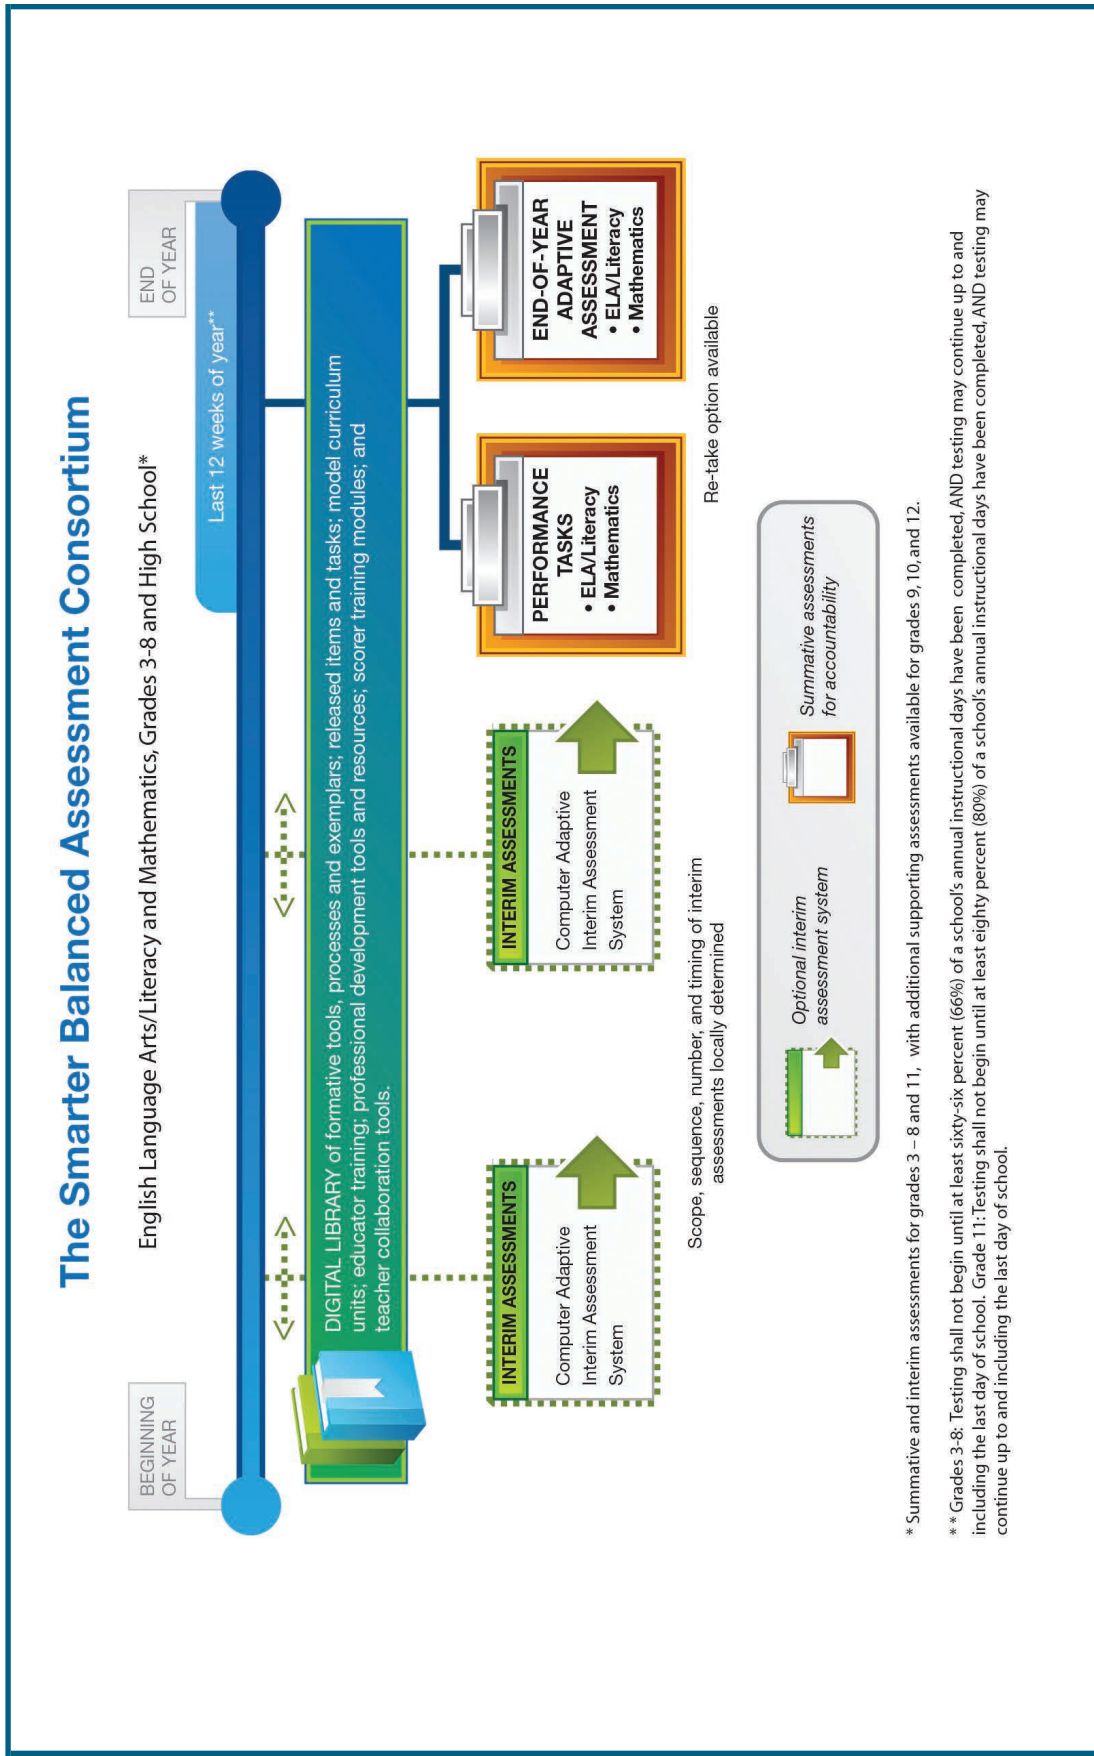 The Smarter Balanced Assessment Consortium
English Language Arts/Literacy and Mathematics, Grades 3-8 and High School*
BEGINNING
OF YEAR
END
OF YEAR
Last 12 weeks of year**
DIGITAL LIBRARY of formative tools, processes and exemplars; released items and tasks; model curriculum
units; educator training; professional development tools and resources; scorer training modules; and
teacher collaboration tools.
INTERIM ASSESSMENTS
Computer Adaptive
Interim Assessment
System
INTERIM ASSESSMENTS
Computer Adaptive
Interim Assessment
System
PERFORMANCE
TASKS
• ELA/Literacy
• Mathematics
END-OF-YEAR
ADAPTIVE
ASSESSMENT
• ELA/Literacy
• Mathematics
Scope, sequence, number, and timing of interim
assessments locally determined
Re-take option available
Optional interim
assessment system
Summative assessments
for accountability
* Summative and interim assessments for grades 3 – 8 and 11, with additional supporting assessments available for grades 9, 10, and 12.
* * Grades 3-8: Testing shall not begin until at least sixty-six percent (66%) of a school's annual instructional days have been completed, AND testing may continue up to and
including the last day of school. Grade 11: Testing shall not begin until at least eighty percent (80%) of a school's annual instructional days have been completed, AND testing may
continue up to and including the last day of school.